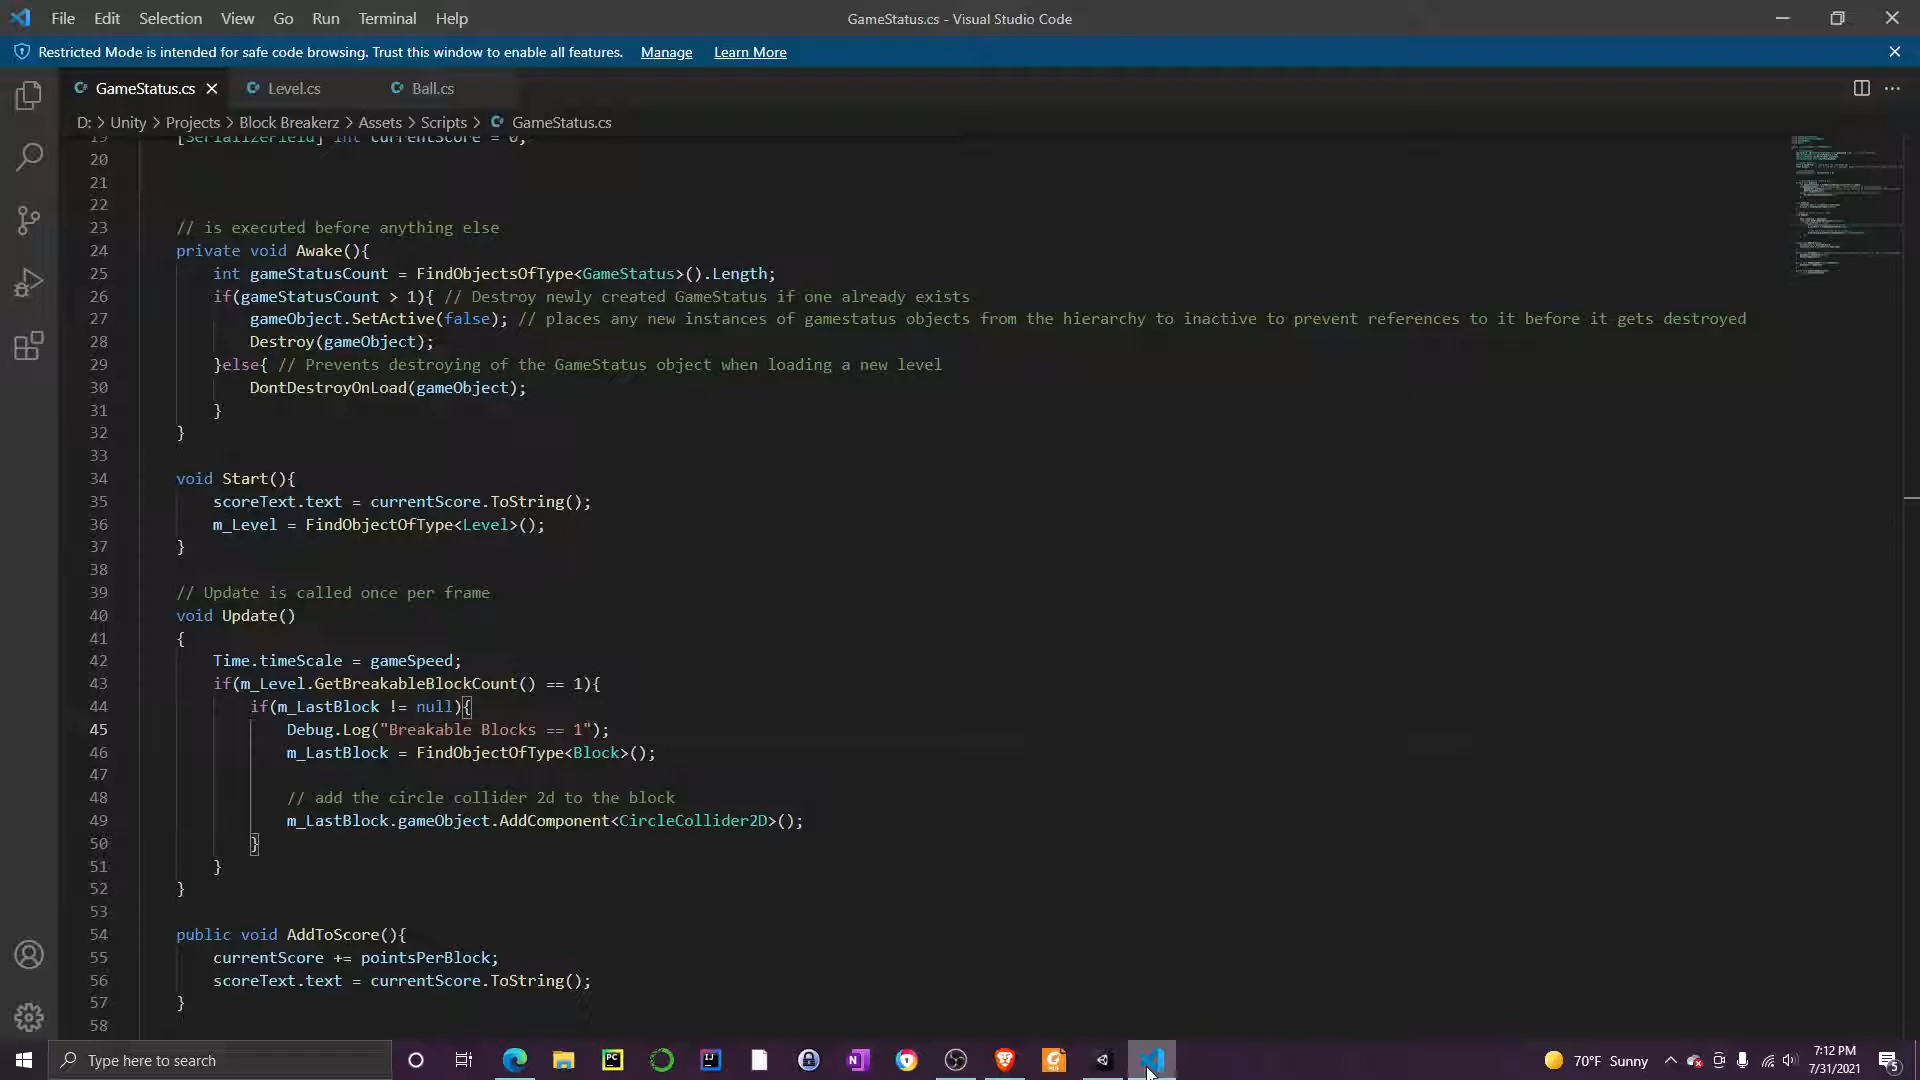 File Edit Selection View Go Run Terminal Help
GameStatus.cs - Visual Studio Code
Restricted Mode is intended for safe code browsing. Trust this window to enable all features. Manage Learn More
GameStatus.cs Level.cs Ball.cs
D: > Unity > Projects > Block Breakerz > Assets > Scripts > GameStatus.cs
19 [SerializeField] int currentScore = 0;
20
21
22
23 // is executed before anything else
24 private void Awake(){
25 int gameStatusCount = FindObjectsOfType<GameStatus>().Length;
26 if(gameStatusCount > 1){ // Destroy newly created GameStatus if one already exists
27 gameObject.SetActive(false); // places any new instances of gamestatus objects from the hierarchy to inactive to prevent references to it before it gets destroyed
28 Destroy(gameObject);
29 }else{ // Prevents destroying of the GameStatus object when loading a new level
30 DontDestroyOnLoad(gameObject);
31 }
32 }
33
34 void Start(){
35 scoreText.text = currentScore.ToString();
36 m_Level = FindObjectOfType<Level>();
37 }
38
39 // Update is called once per frame
40 void Update()
41 {
42 Time.timeScale = gameSpeed;
43 if(m_Level.GetBreakableBlockCount() == 1){
44 if(m_LastBlock != null){
45 Debug.Log("Breakable Blocks == 1");
46 m_LastBlock = FindObjectOfType<Block>();
47
48 // add the circle collider 2d to the block
49 m_LastBlock.gameObject.AddComponent<CircleCollider2D>();
50 }
51 }
52 }
53
54 public void AddToScore(){
55 currentScore += pointsPerBlock;
56 scoreText.text = currentScore.ToString();
57 }
58
Type here to search
70°F Sunny
7:12 PM
7/31/2021
5